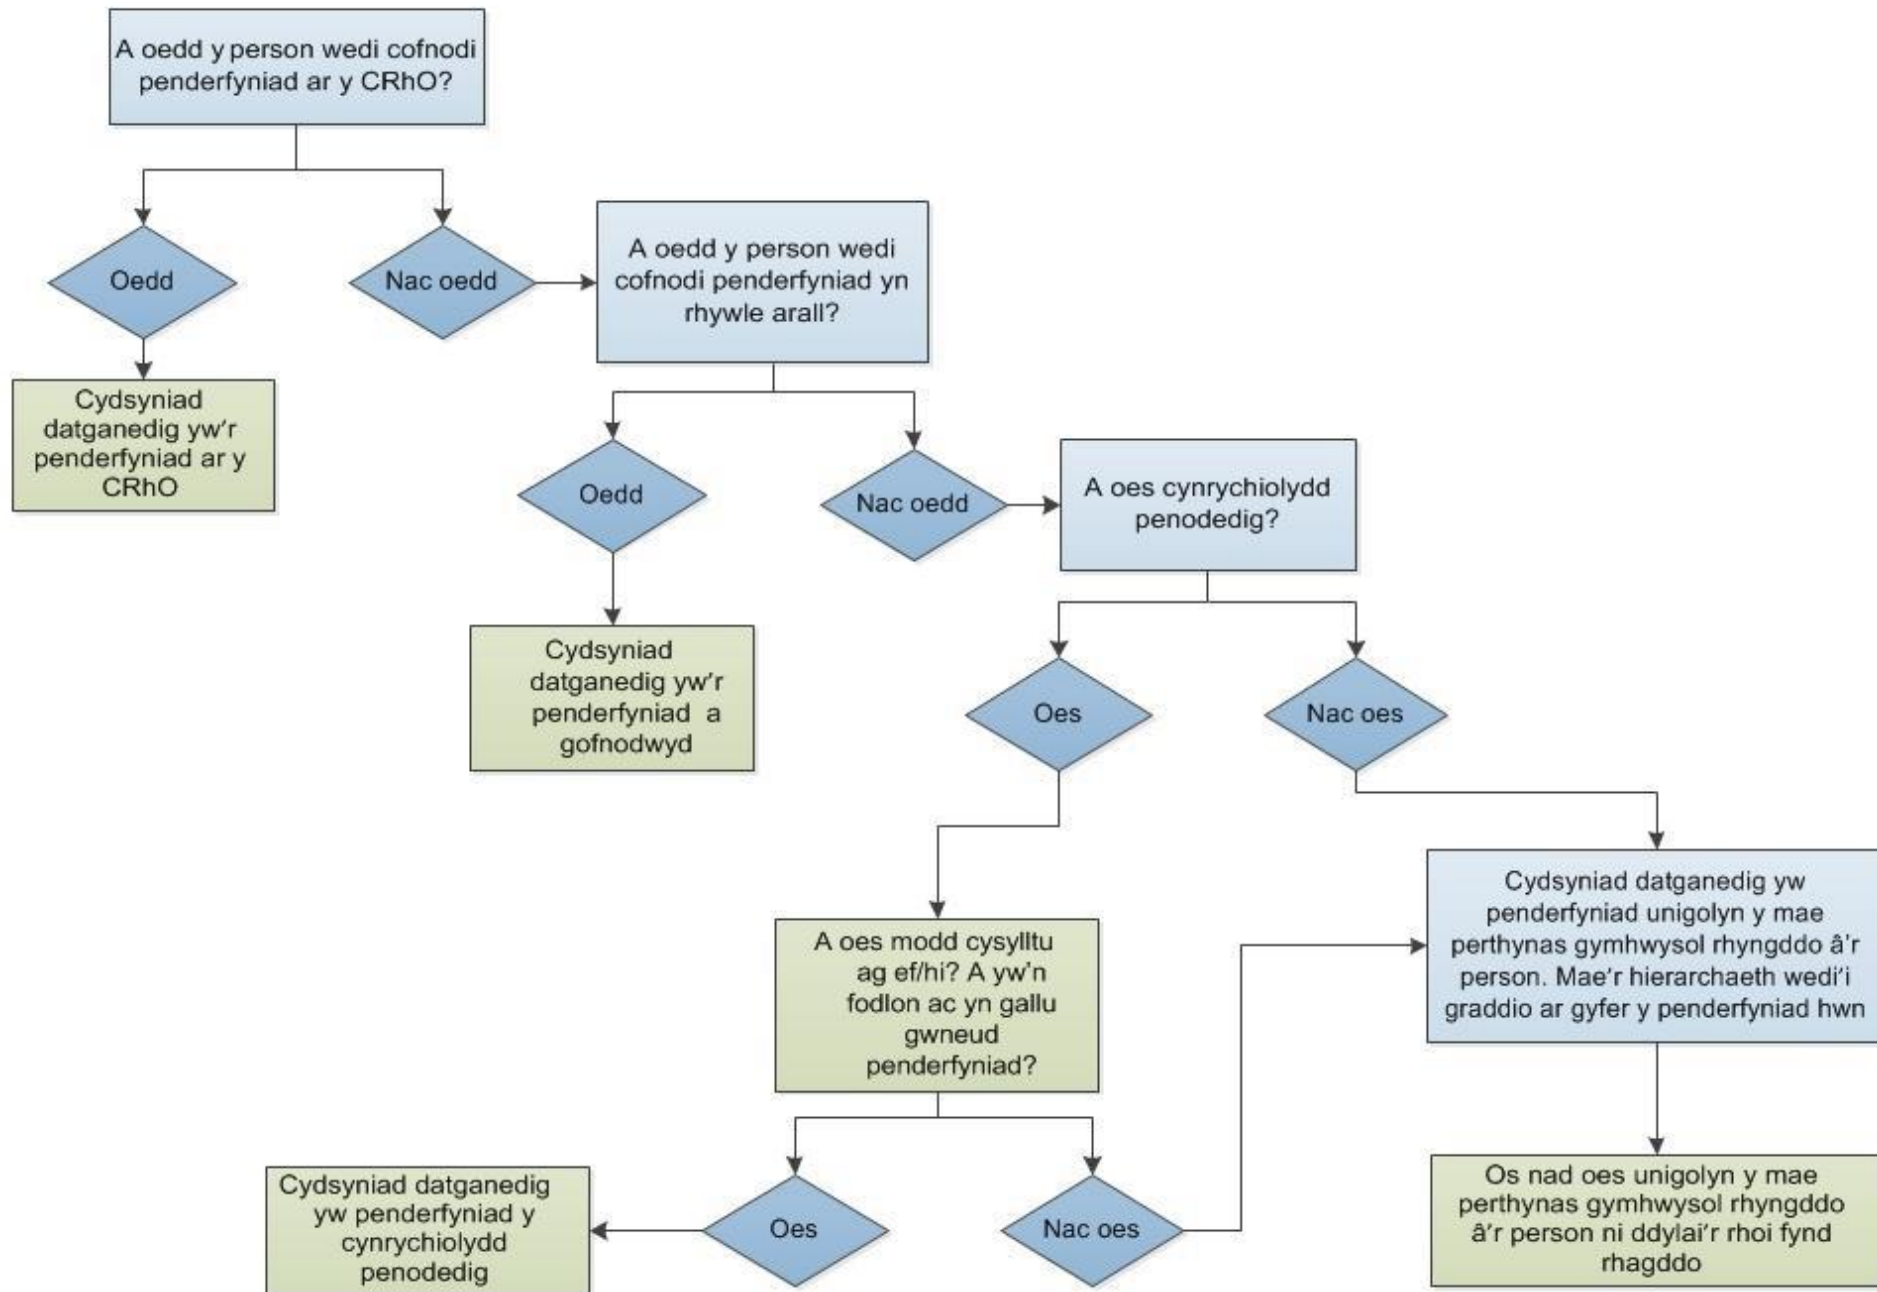 A oedd y person wedi cofnodi
penderfyniad ar y CRhO?
Oedd
Nac oedd
A oedd y person wedi
cofnodi penderfyniad yn
rhywle arall?
Cydsyniad
datganedig yw'r
penderfyniad ar y
CRhO
Oedd
Nac oedd
A oes cynrychiolydd
penodedig?
Cydsyniad
datganedig yw'r
penderfyniad a
gofnodwyd
Oes
Nac oes
A oes modd cysylltu
ag ef/hi? A yw'n
fodlon ac yn gallu
gwneud
penderfyniad?
Cydsyniad datganedig yw
penderfyniad unigolyn y mae
perthynas gymhwysol rhyngddo â'r
person. Mae'r hierarchaeth wedi'i
graddio ar gyfer y penderfyniad hwn
Cydsyniad datganedig
yw penderfyniad y
cynrychiolydd
penodedig
Oes
Nac oes
Os nad oes unigolyn y mae
perthynas gymhwysol rhyngddo
â'r person ni ddylai'r rhoi fynd
rhagddo